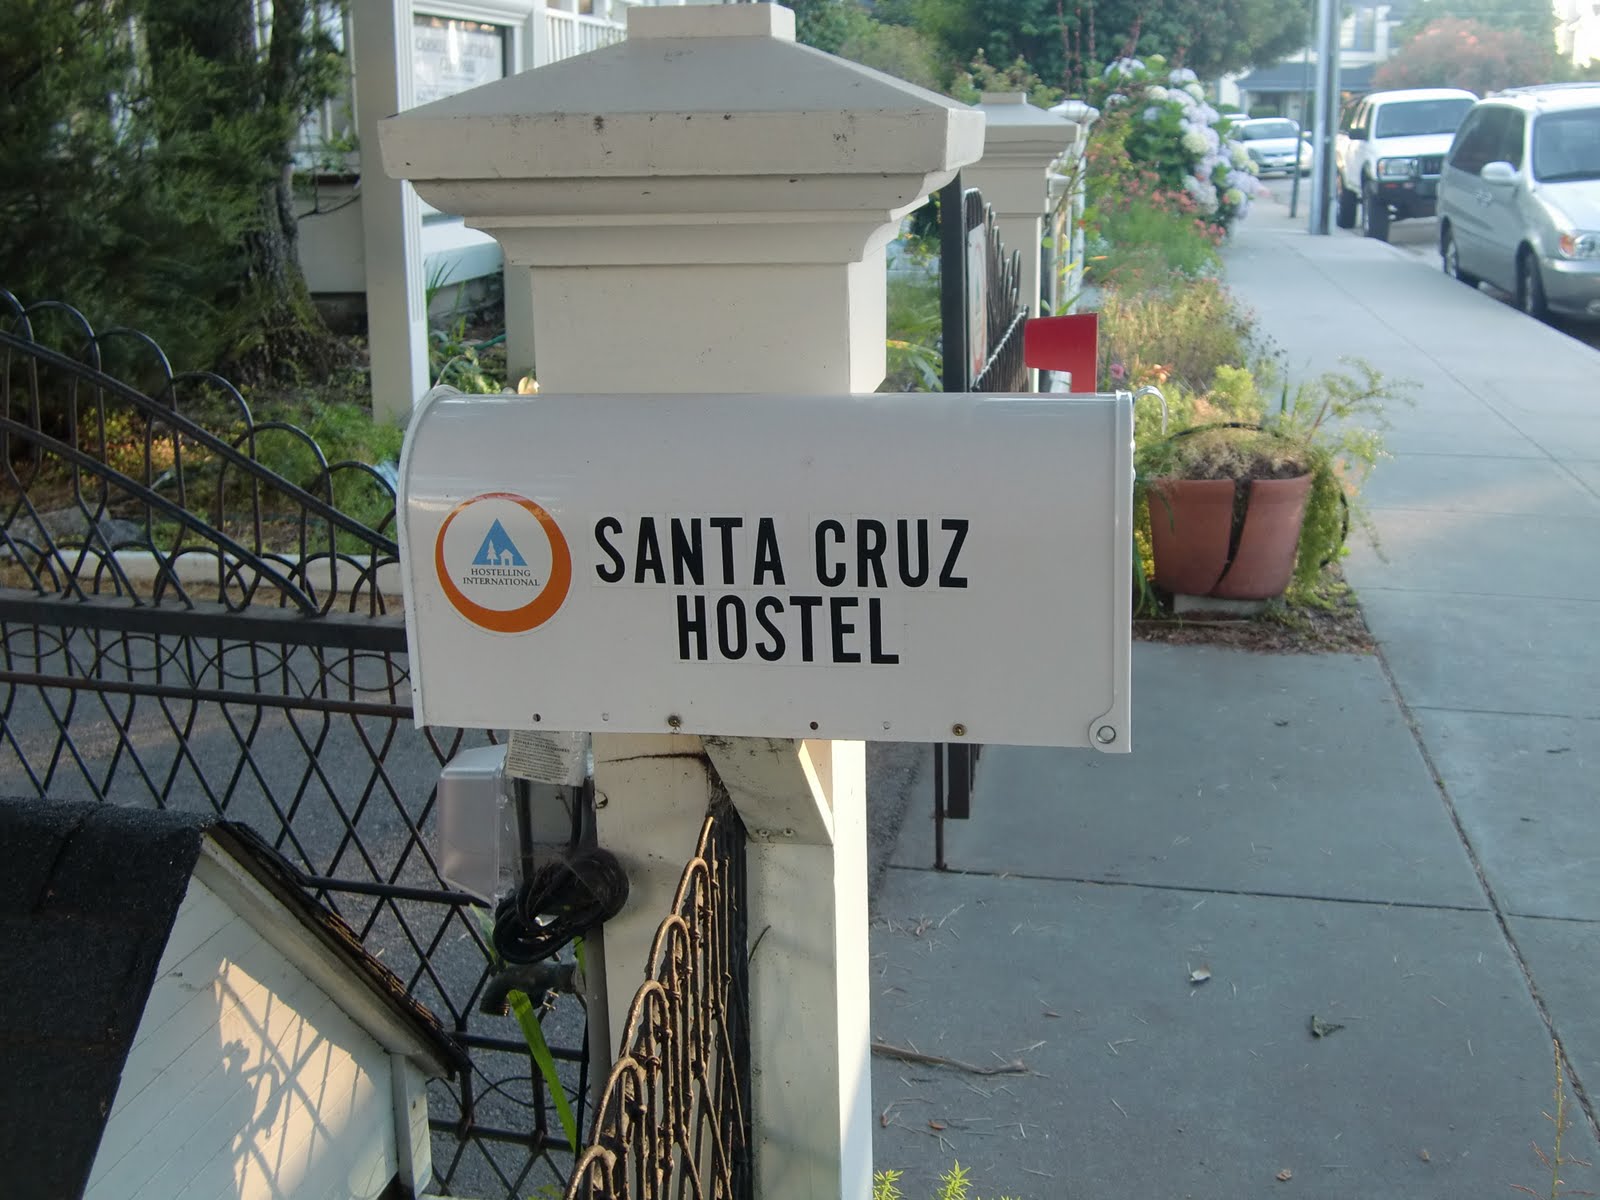 SANTA CRUZ
HOSTEL
HOSTELLING
INTERNATIONAL